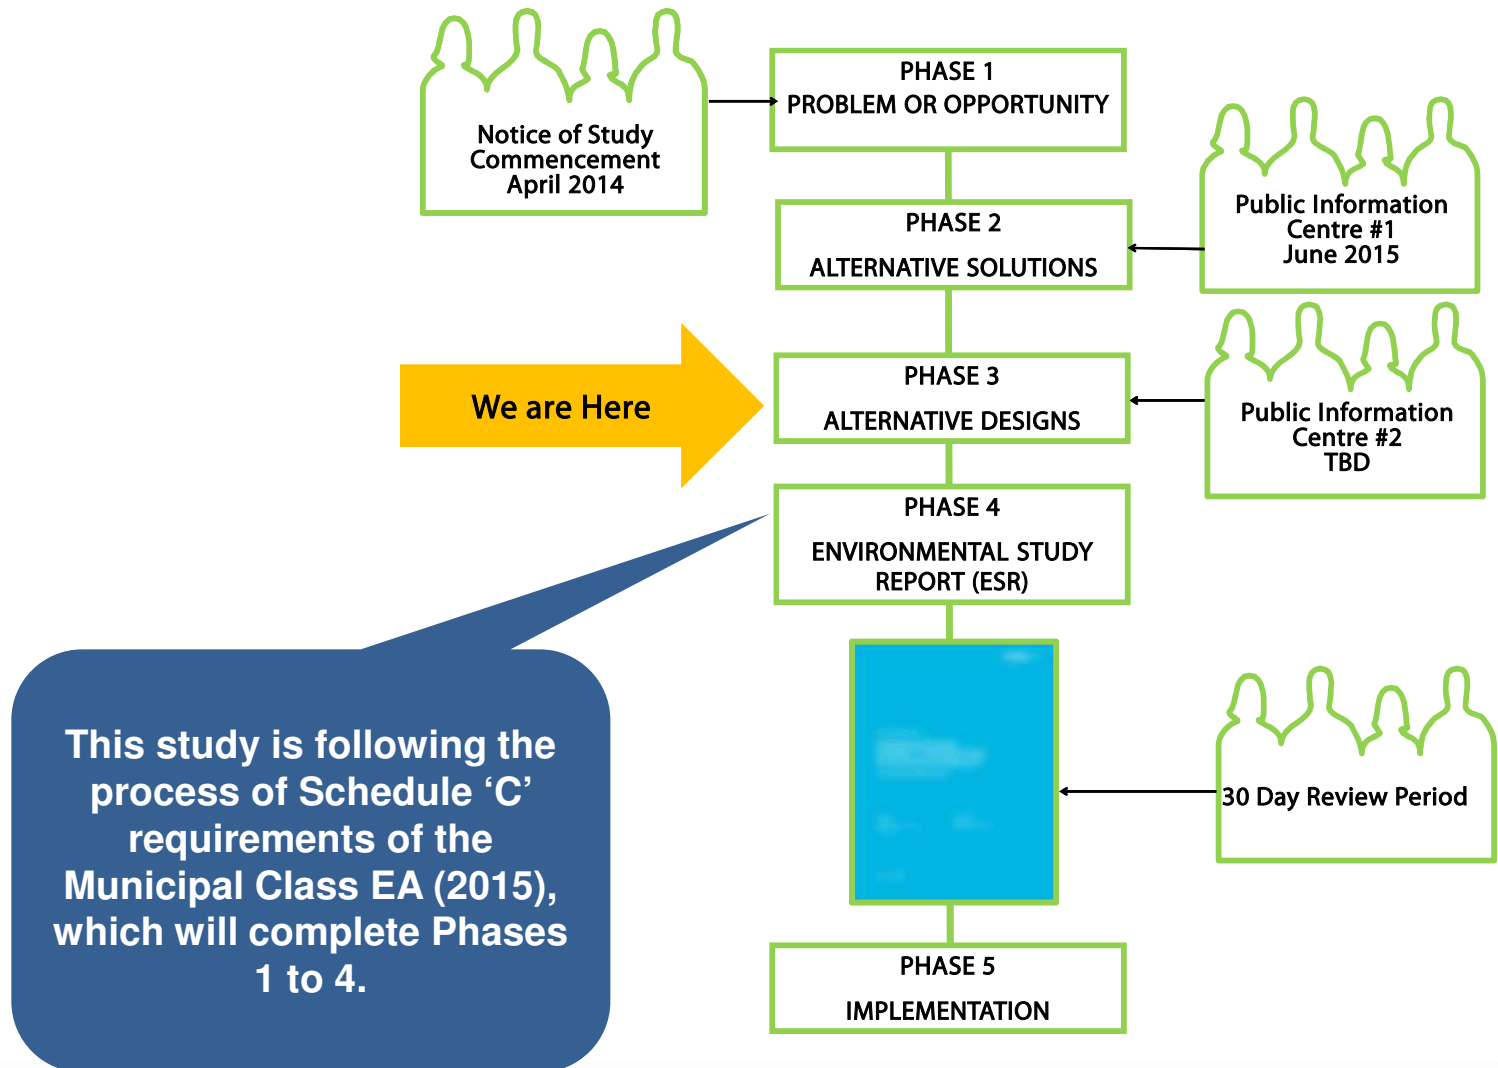 PHASE 1
PROBLEM OR OPPORTUNITY
Notice of Study
Commencement
April 2014
PHASE 2
ALTERNATIVE SOLUTIONS
Public Information
Centre #1
June 2015
We are Here
PHASE 3
ALTERNATIVE DESIGNS
Public Information
Centre #2
TBD
PHASE 4
ENVIRONMENTAL STUDY
REPORT (ESR)
This study is following the
process of Schedule ‘C’
requirements of the
Municipal Class EA (2015),
which will complete Phases
1 to 4.
30 Day Review Period
PHASE 5
IMPLEMENTATION